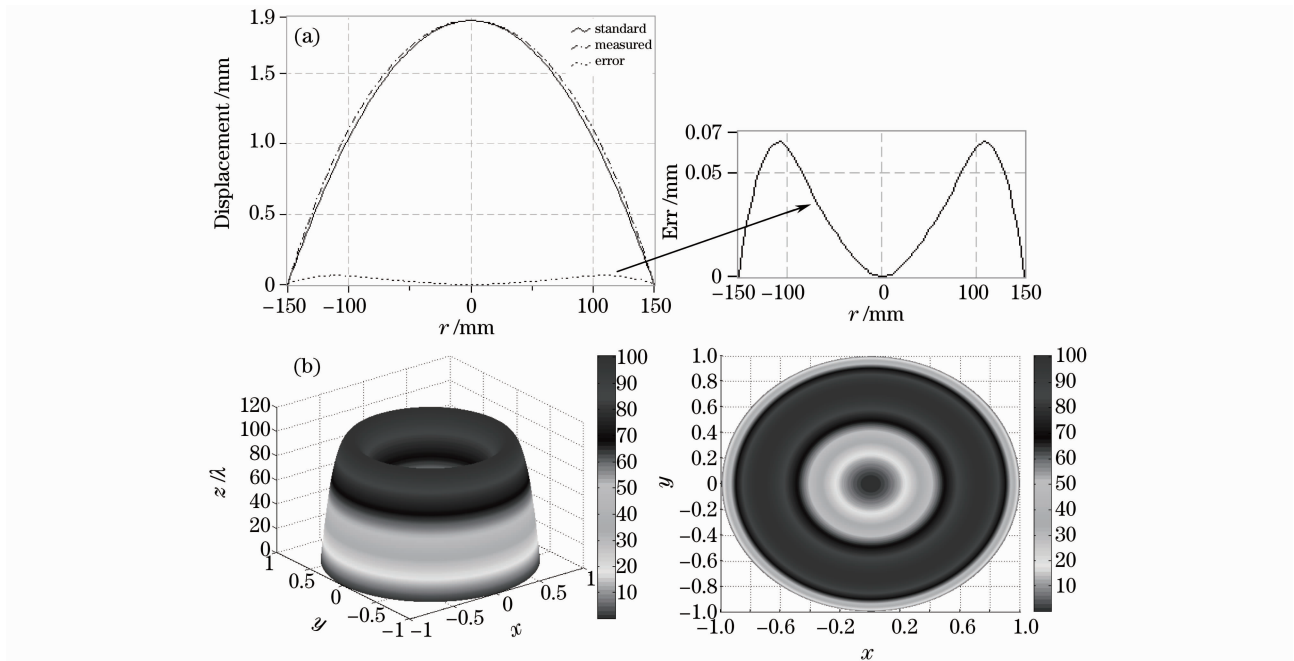 (a)
standard
measured
error
Displacement /mm
1.9
1.5
1.0
0.5
0
−150 −100 0 100 150
r /mm
Err /mm
0.07
0.05
0
−150 −100 0 100 150
r /mm
(b)
z /λ
120
100
80
60
40
20
0
1 0.5 0 −0.5 −1
y
−1 −0.5 0 0.5 1
x
100
90
80
70
60
50
40
30
20
10
y
1.0
0.8
0.6
0.4
0.2
0
−0.2
−0.4
−0.6
−0.8
−1.0
−1.0 −0.6 −0.2 0.2 0.6 1.0
x
100
90
80
70
60
50
40
30
20
10